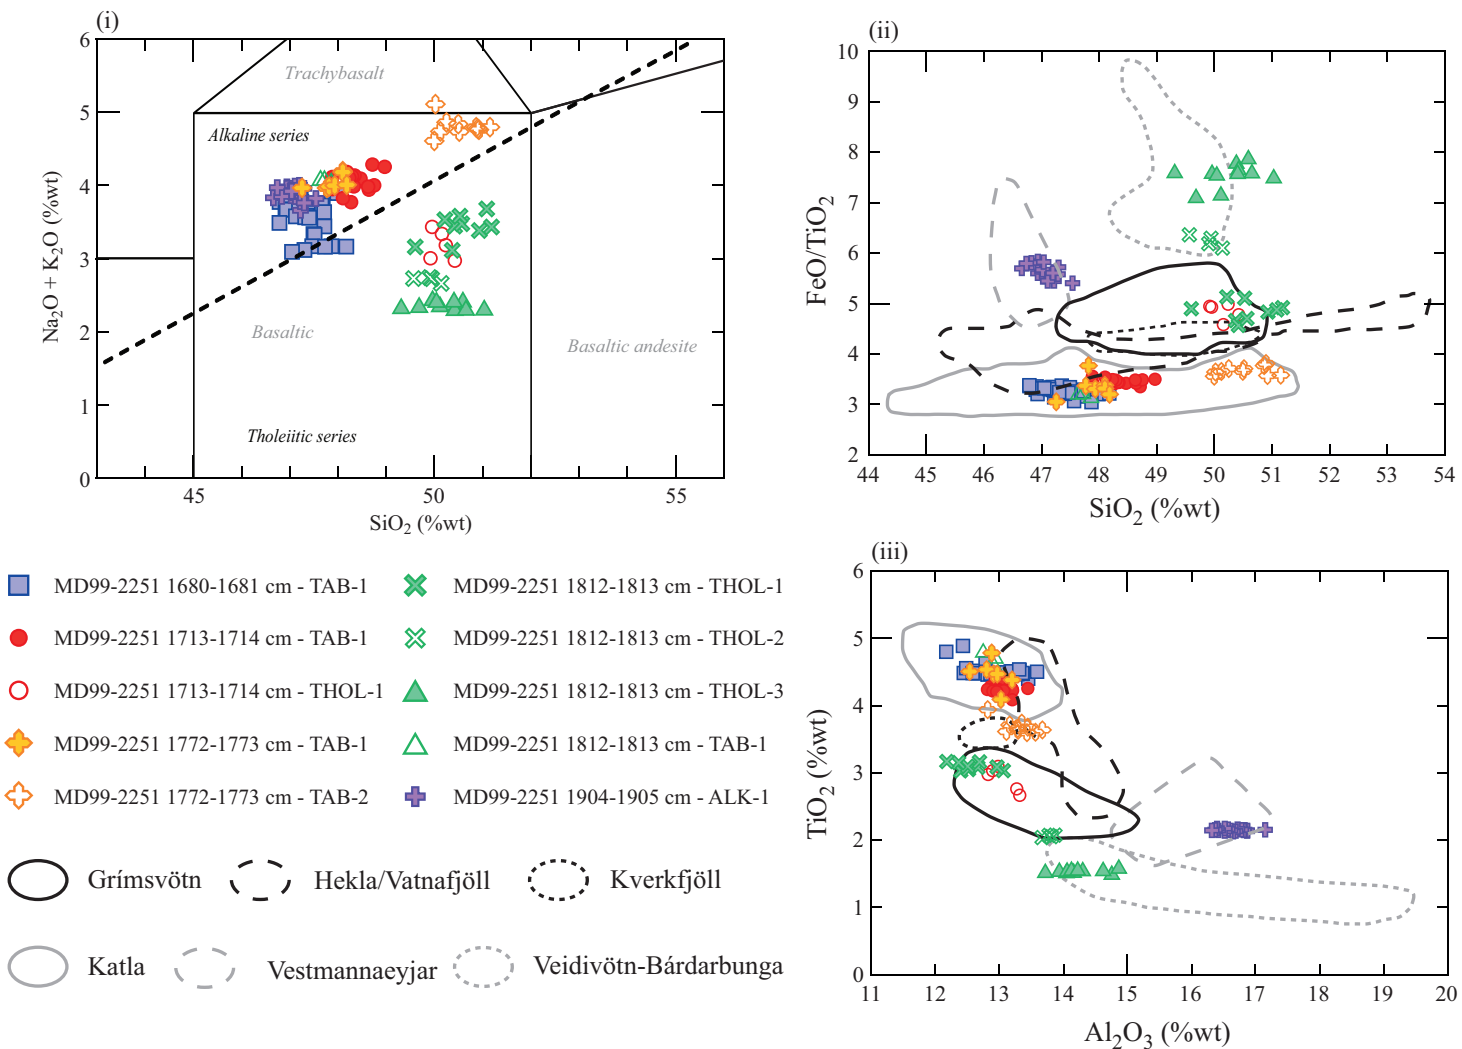 (i)
6
5
4
3
2
1
0
Na2O + K2O (%wt)
Trachybasalt
Alkaline series
Basaltic
Basaltic andesite
Tholeiitic series
45
50
55
SiO2 (%wt)
(ii)
10
9
8
7
6
5
4
3
2
FeO/TiO2
44
45
46
47
48
49
50
51
52
53
54
SiO2 (%wt)
MD99-2251 1680-1681 cm - TAB-1
MD99-2251 1713-1714 cm - TAB-1
MD99-2251 1713-1714 cm - THOL-1
MD99-2251 1772-1773 cm - TAB-1
MD99-2251 1772-1773 cm - TAB-2
MD99-2251 1812-1813 cm - THOL-1
MD99-2251 1812-1813 cm - THOL-2
MD99-2251 1812-1813 cm - THOL-3
MD99-2251 1812-1813 cm - TAB-1
MD99-2251 1904-1905 cm - ALK-1
Grímsvötn
Hekla/Vatnafjöll
Kverkfjöll
Katla
Vestmannaeyjar
Veidivötn-Bárdarbunga
(iii)
6
5
4
3
2
1
0
TiO2 (%wt)
11
12
13
14
15
16
17
18
19
20
Al2O3 (%wt)